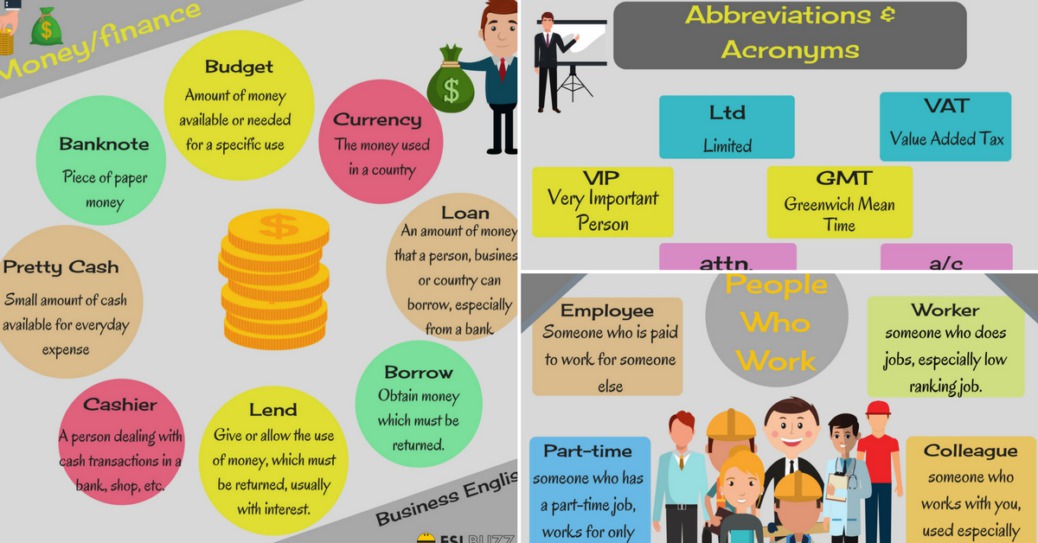 Money/finance
Budget
Amount of money
available or needed
for a specific use
Currency
The money used
in a country
Banknote
Piece of paper
money
Loan
An amount of money
that a person, busines
or country can
borrow, especially
from a bank
Pretty Cash
Small amount of cash
available for everyday
expense
Borrow
Obtain money
which must be
returned.
Cashier
A person dealing with
cash transactions in a
bank, shop, etc.
Lend
Give or allow the use
of money, which must
be returned, usually
with interest.
Business Englis
ESLBUZZ
$
$
$
Abbreviations &
Acronyms
Ltd
Limited
VAT
Value Added Tax
VIP
Very Important
Person
GMT
Greenwich Mean
Time
attn.
a/c
People
Who
Work
Employee
Someone who is paid
to work for someone
else
Worker
someone who does
jobs, especially low
ranking job.
Part-time
someone who has
a part-time job,
works for only
Colleague
someone who
works with you,
used especially